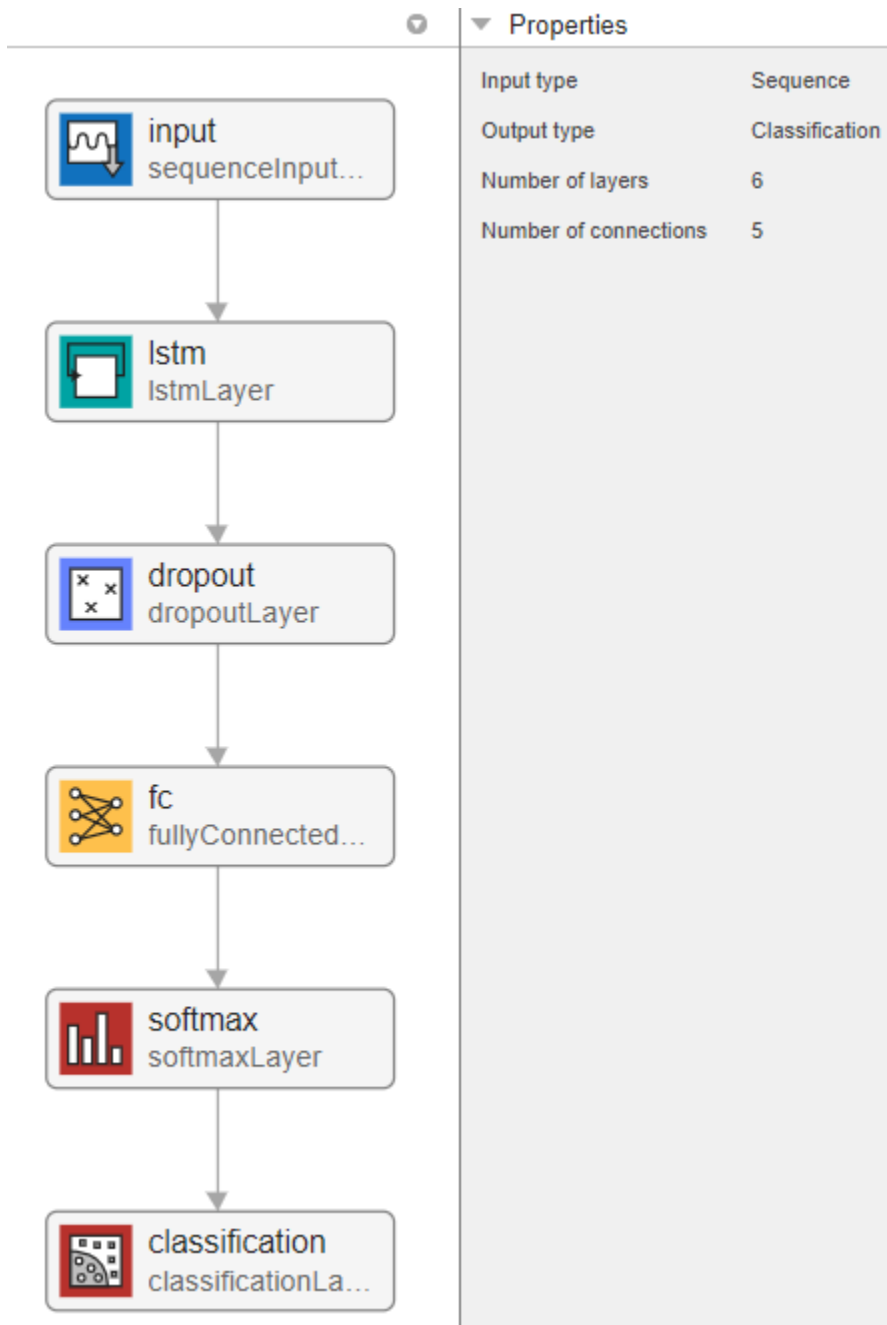 Properties
Input type Sequence
Output type Classification
Number of layers 6
Number of connections 5
input
sequenceInput...
lstm
lstmLayer
dropout
dropoutLayer
fc
fullyConnected...
softmax
softmaxLayer
classification
classificationLa...